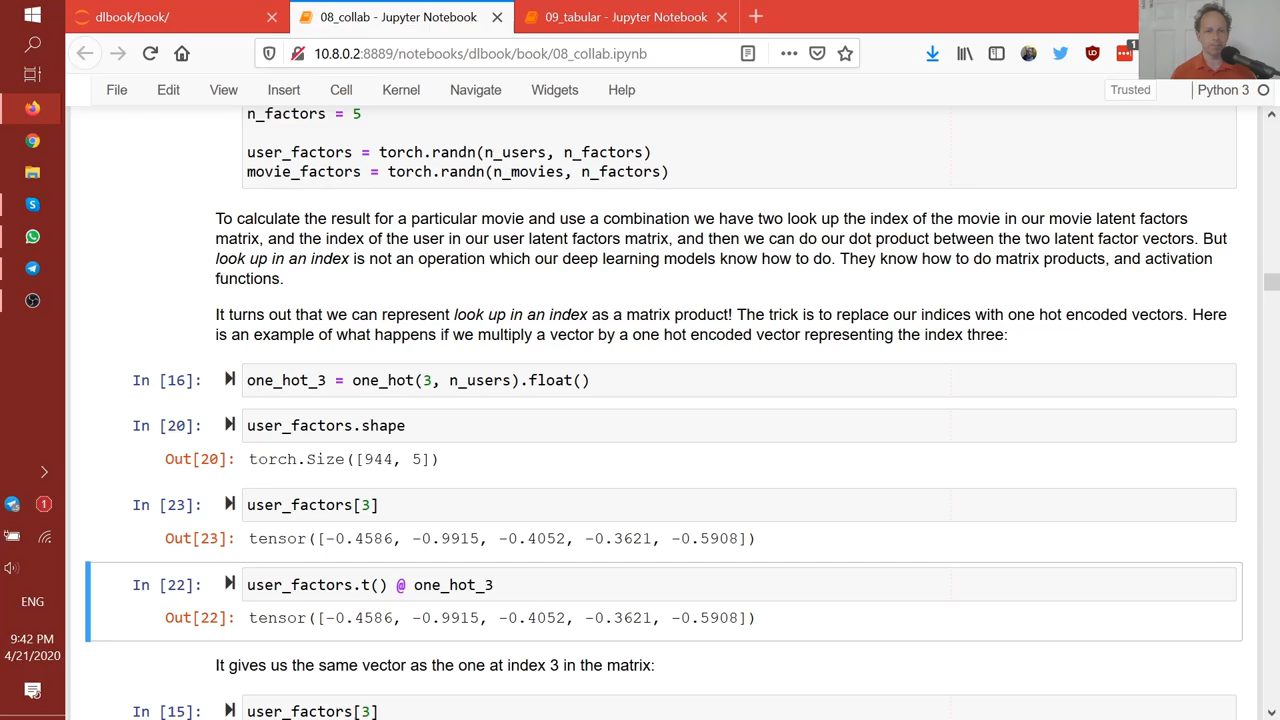 dlbook/book/
08_collab - Jupyter Notebook
09_tabular - Jupyter Notebook
10.8.0.2:8889/notebooks/dlbook/book/08_collab.ipynb
1
File Edit View Insert Cell Kernel Navigate Widgets Help
Trusted Python 3
n_factors = 5
user_factors = torch.randn(n_users, n_factors)
movie_factors = torch.randn(n_movies, n_factors)
To calculate the result for a particular movie and use a combination we have two look up the index of the movie in our movie latent factors
matrix, and the index of the user in our user latent factors matrix, and then we can do our dot product between the two latent factor vectors. But
look up in an index is not an operation which our deep learning models know how to do. They know how to do matrix products, and activation
functions.
It turns out that we can represent look up in an index as a matrix product! The trick is to replace our indices with one hot encoded vectors. Here
is an example of what happens if we multiply a vector by a one hot encoded vector representing the index three:
In [16]: one_hot_3 = one_hot(3, n_users).float()
In [20]: user_factors.shape
Out[20]: torch.Size([944, 5])
In [23]: user_factors[3]
Out[23]: tensor([-0.4586, -0.9915, -0.4052, -0.3621, -0.5908])
In [22]: user_factors.t() @ one_hot_3
Out[22]: tensor([-0.4586, -0.9915, -0.4052, -0.3621, -0.5908])
It gives us the same vector as the one at index 3 in the matrix:
In [15]: user_factors[3]
1
ENG
9:42 PM
4/21/2020